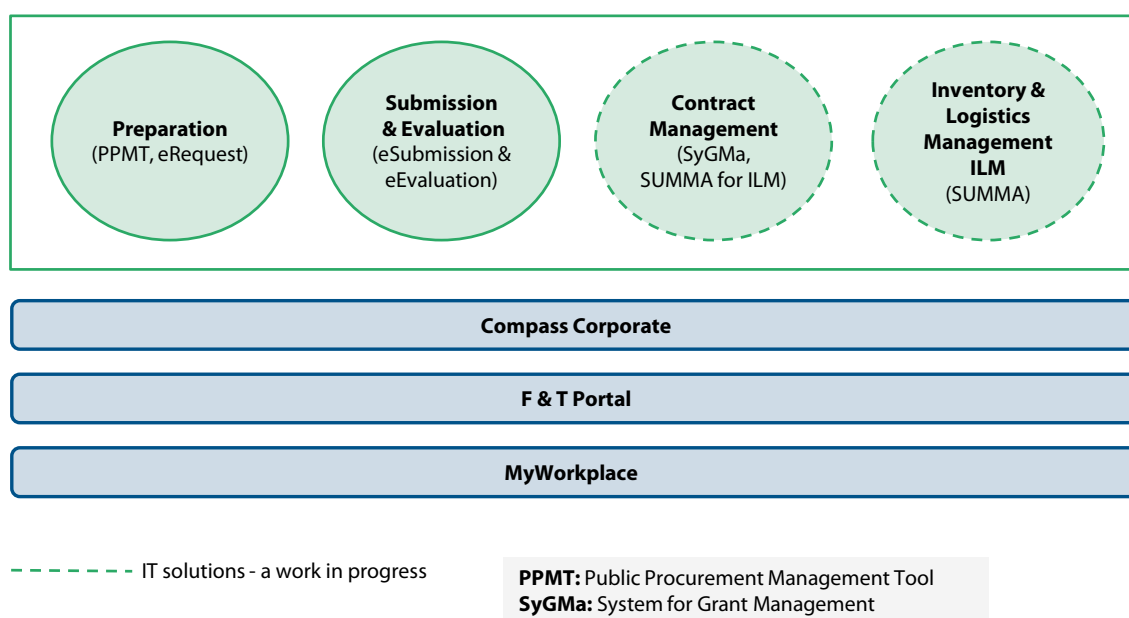 Preparation
(PPMT, eRequest)
Submission
& Evaluation
(eSubmission &
eEvaluation)
Contract
Management
(SyGMa,
SUMMA for ILM)
Inventory &
Logistics
Management
ILM
(SUMMA)
Compass Corporate
F & T Portal
MyWorkplace
IT solutions - a work in progress
PPMT: Public Procurement Management Tool
SyGMa: System for Grant Management